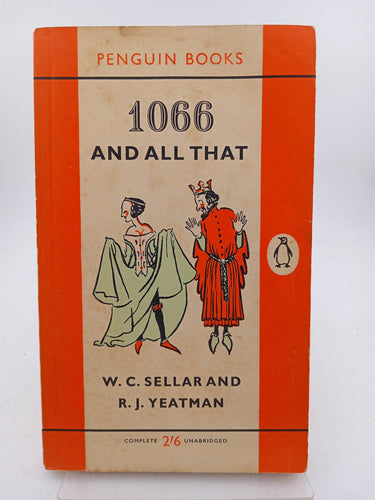 PENGUIN BOOKS
1066
AND ALL THAT
W. C. SELLAR AND
R. J. YEATMAN
COMPLETE 2'6 UNABRIDGED